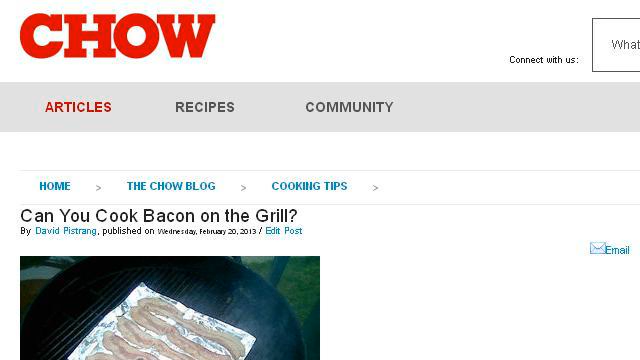 CHOW
Connect with us:
What
ARTICLES RECIPES COMMUNITY
HOME > THE CHOW BLOG > COOKING TIPS >
Can You Cook Bacon on the Grill?
By David Pistrang, published on Wednesday, February 20, 2013 / Edit Post
Email